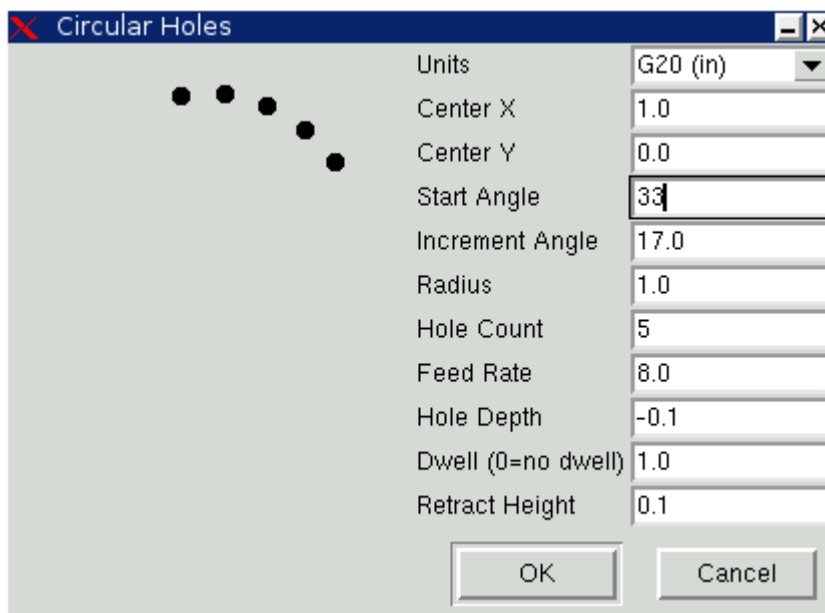 Circular Holes
Units G20 (in)
Center X 1.0
Center Y 0.0
Start Angle 33
Increment Angle 17.0
Radius 1.0
Hole Count 5
Feed Rate 8.0
Hole Depth -0.1
Dwell (0=no dwell) 1.0
Retract Height 0.1
OK Cancel